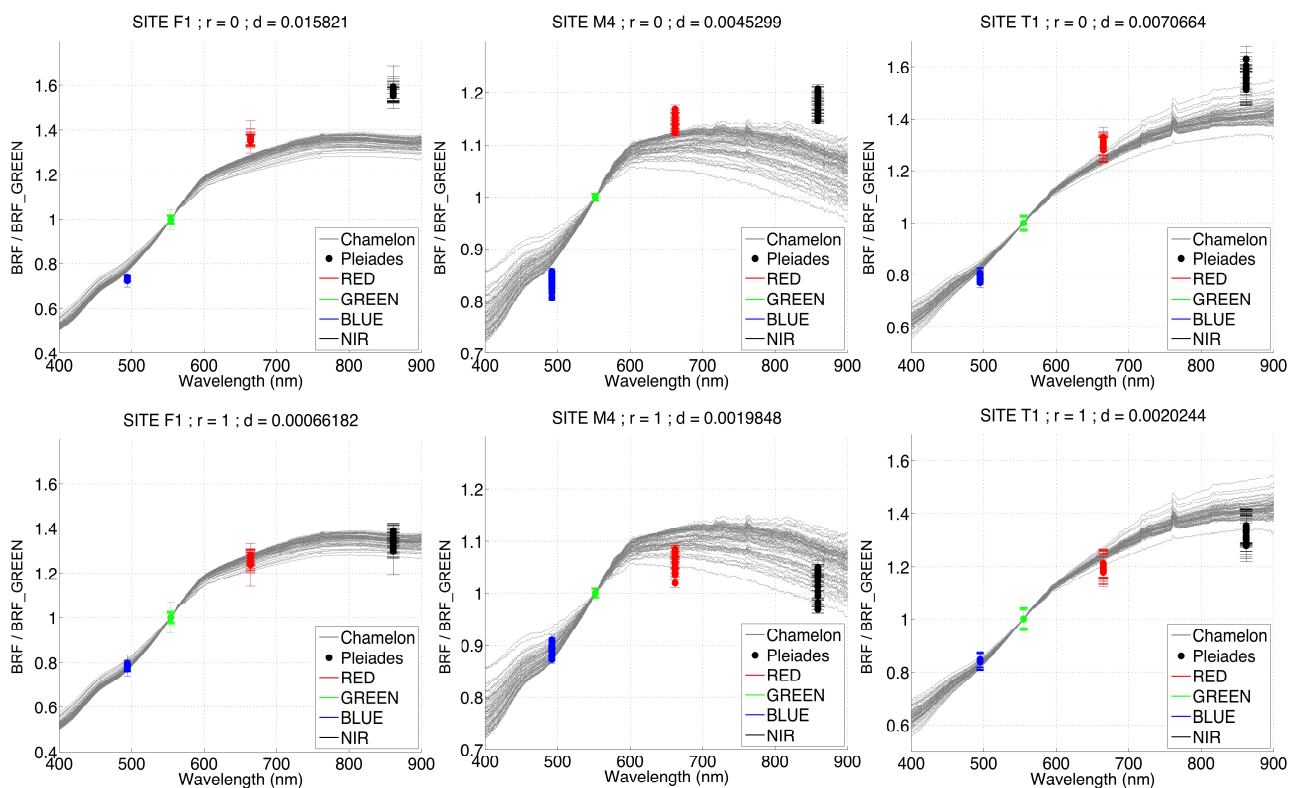 SITE F1 ; r = 0 ; d = 0.015821
BRF / BRF_GREEN
1.6
1.4
1.2
1
0.8
0.6
0.4
400 500 600 700 800 900
Wavelength (nm)
Chamelon
Pleiades
RED
GREEN
BLUE
NIR
SITE M4 ; r = 0 ; d = 0.0045299
BRF / BRF_GREEN
1.2
1.1
1
0.9
0.8
0.7
400 500 600 700 800 900
Wavelength (nm)
Chamelon
Pleiades
RED
GREEN
BLUE
NIR
SITE T1 ; r = 0 ; d = 0.0070664
BRF / BRF_GREEN
1.6
1.4
1.2
1
0.8
0.6
400 500 600 700 800 900
Wavelength (nm)
Chamelon
Pleiades
RED
GREEN
BLUE
NIR
SITE F1 ; r = 1 ; d = 0.00066182
BRF / BRF_GREEN
1.6
1.4
1.2
1
0.8
0.6
0.4
400 500 600 700 800 900
Wavelength (nm)
Chamelon
Pleiades
RED
GREEN
BLUE
NIR
SITE M4 ; r = 1 ; d = 0.0019848
BRF / BRF_GREEN
1.2
1.1
1
0.9
0.8
0.7
400 500 600 700 800 900
Wavelength (nm)
Chamelon
Pleiades
RED
GREEN
BLUE
NIR
SITE T1 ; r = 1 ; d = 0.0020244
BRF / BRF_GREEN
1.6
1.4
1.2
1
0.8
0.6
400 500 600 700 800 900
Wavelength (nm)
Chamelon
Pleiades
RED
GREEN
BLUE
NIR